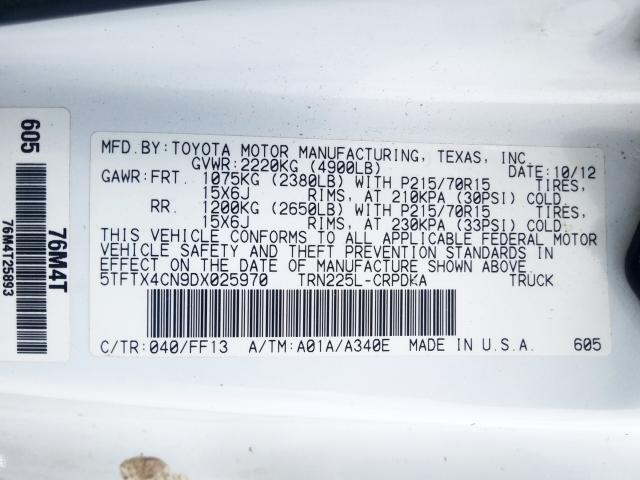 MFD.BY:TOYOTA MOTOR MANUFACTURING, TEXAS, INC.
GVWR:2220KG (4900LB) DATE:10/12
GAWR:FRT. 1075KG (2380LB) WITH P215/70R15 TIRES,
15X6J RIMS, AT 210KPA (30PSI) COLD
RR. 1200KG (2650LB) WITH P215/70R15 TIRES,
15X6J RIMS, AT 230KPA (33PSI) COLD
THIS VEHICLE CONFORMS TO ALL APPLICABLE FEDERAL MOTOR
VEHICLE SAFETY AND THEFT PREVENTION STANDARDS IN
EFFECT ON THE DATE OF MANUFACTURE SHOWN ABOVE.
5TFTX4CN9DX025970 TRN225L-CRPDKA TRUCK
C/TR:040/FF13 A/TM:A01A/A340E MADE IN U.S.A. 605
605
76M4T
76M4T25893